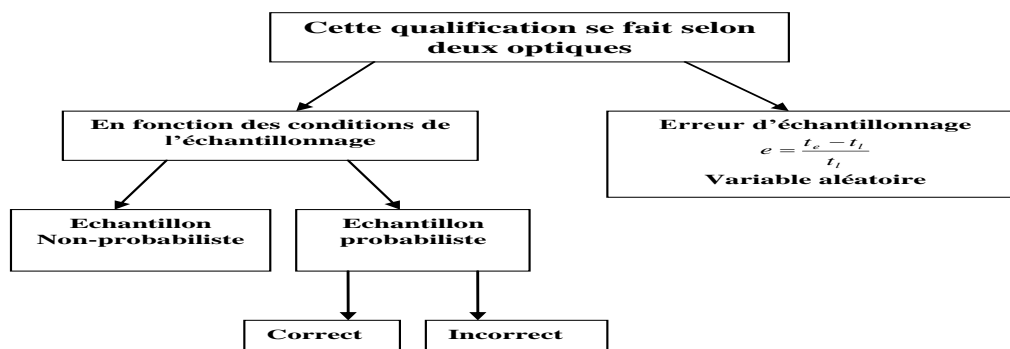 Cette qualification se fait selon
deux optiques
En fonction des conditions de
l'échantillonnage
Erreur d'échantillonnage
e = (t_e − t_l) / t_l
Variable aléatoire
Echantillon
Non-probabiliste
Echantillon
probabiliste
Correct
Incorrect